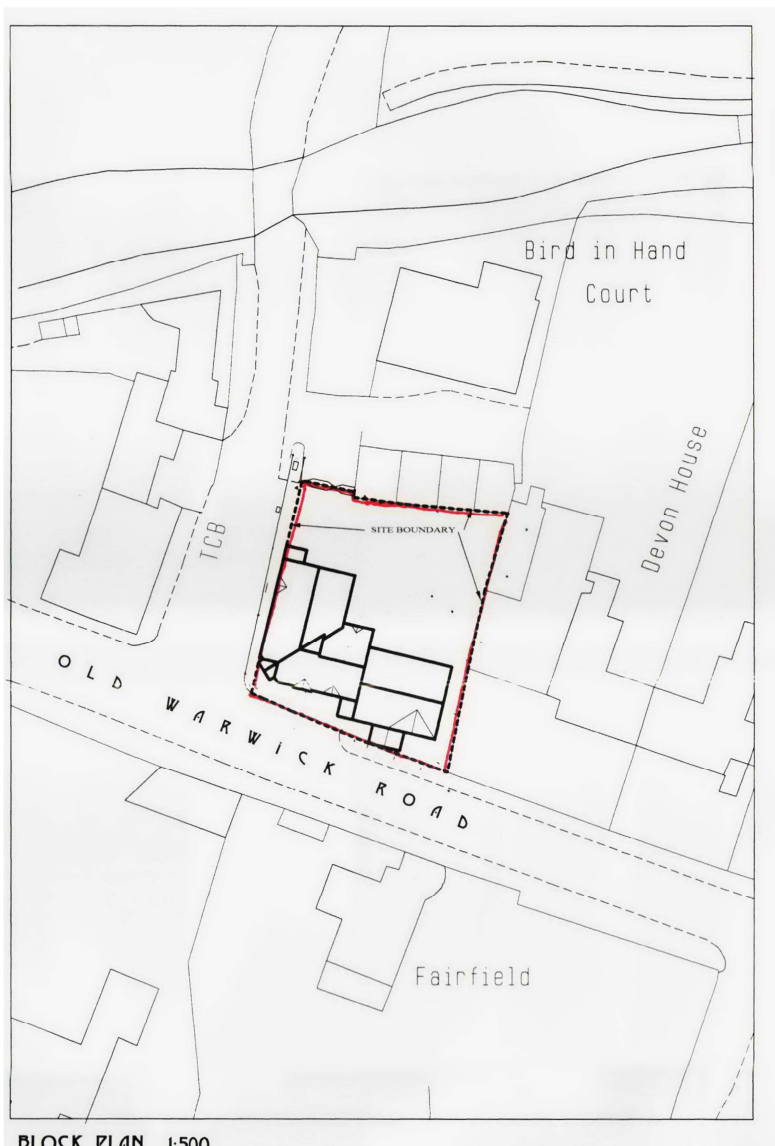 Bird in Hand
Court
Devon House
SITE BOUNDARY
TCB
OLD WARWiCK ROAD
Fairfield
BLOCK PLAN 1:500